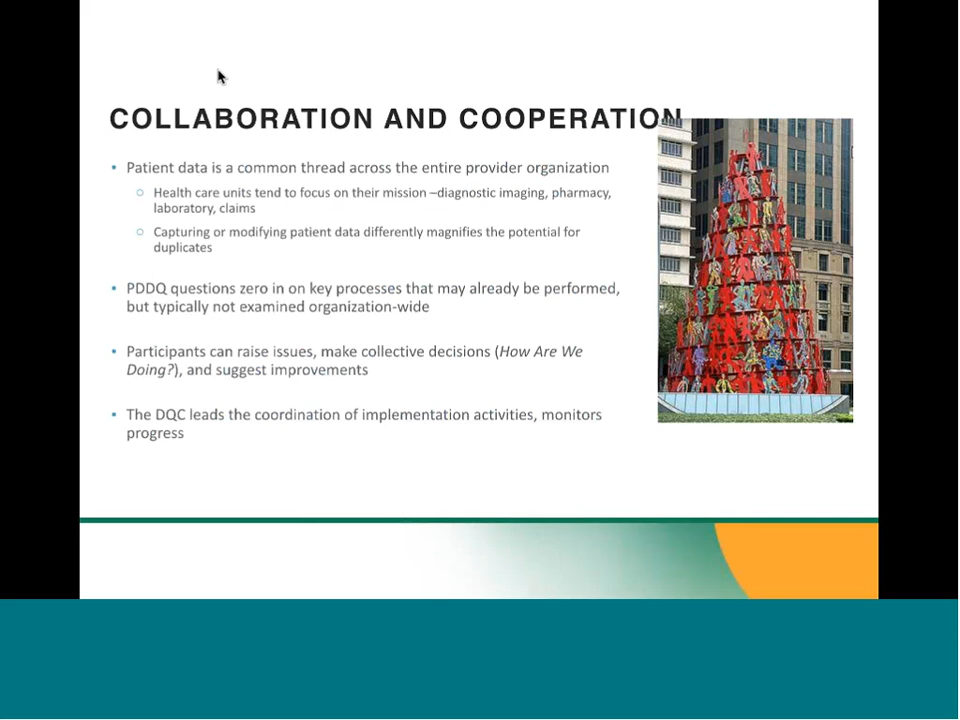 COLLABORATION AND COOPERATION
• Patient data is a common thread across the entire provider organization
○ Health care units tend to focus on their mission –diagnostic imaging, pharmacy,
laboratory, claims
○ Capturing or modifying patient data differently magnifies the potential for
duplicates
• PDDQ questions zero in on key processes that may already be performed,
but typically not examined organization-wide
• Participants can raise issues, make collective decisions (How Are We
Doing?), and suggest improvements
• The DQC leads the coordination of implementation activities, monitors
progress